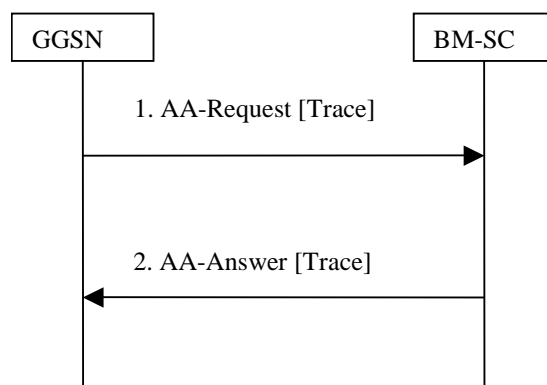 GGSN
BM-SC
1. AA-Request [Trace]
2. AA-Answer [Trace]